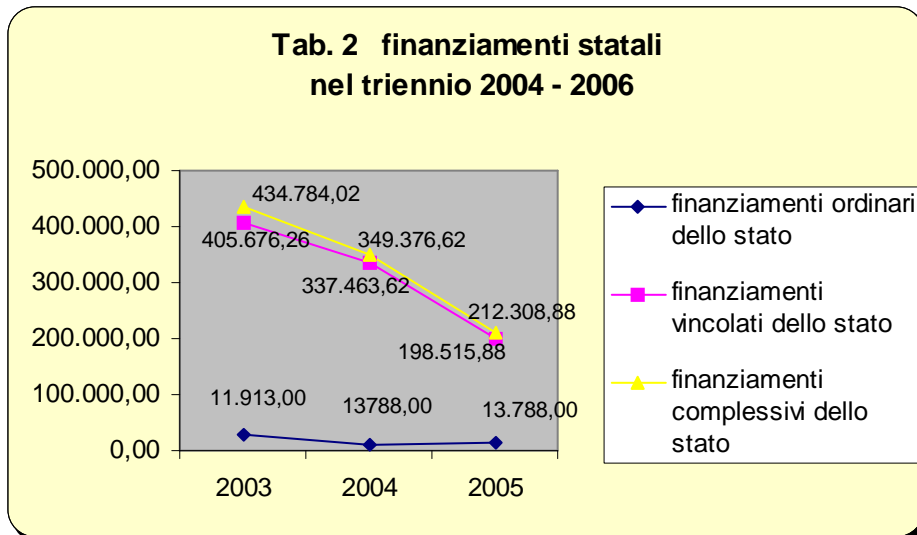 Tab. 2 finanziamenti statali
nel triennio 2004 - 2006
500.000,00
400.000,00
300.000,00
200.000,00
100.000,00
0,00
434.784,02
405.676,26
349.376,62
337.463,62
212.308,88
198.515,88
11.913,00
13788,00
13.788,00
2003
2004
2005
finanziamenti ordinari
dello stato
finanziamenti
vincolati dello stato
finanziamenti
complessivi dello
stato